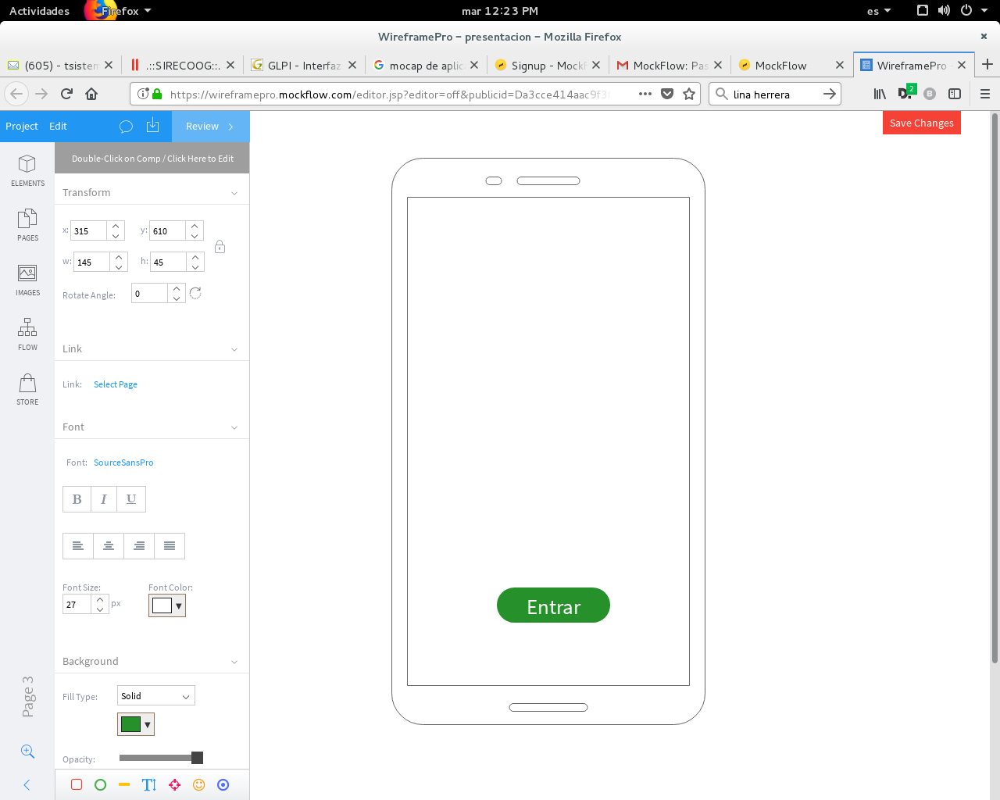 Actividades Firefox mar 12:23 PM es
WireframePro – presentacion – Mozilla Firefox
(605) - tsistem .::SIRECOOG::. GLPI - Interfaz mocap de aplic Signup - MockF MockFlow: Pas MockFlow WireframePro -
https://wireframepro.mockflow.com/editor.jsp?editor=off&publicid=Da3cce414aac9f3 lina herrera 2
Project Edit Review Save Changes
Double-Click on Comp / Click Here to Edit
ELEMENTS
PAGES
IMAGES
FLOW
STORE
Transform
x: 315 y: 610
w: 145 h: 45
Rotate Angle: 0
Link
Link: Select Page
Font
Font: SourceSansPro
B I U
Font Size: Font Color:
27 px
Background
Fill Type: Solid
Opacity:
Page 3
Entrar